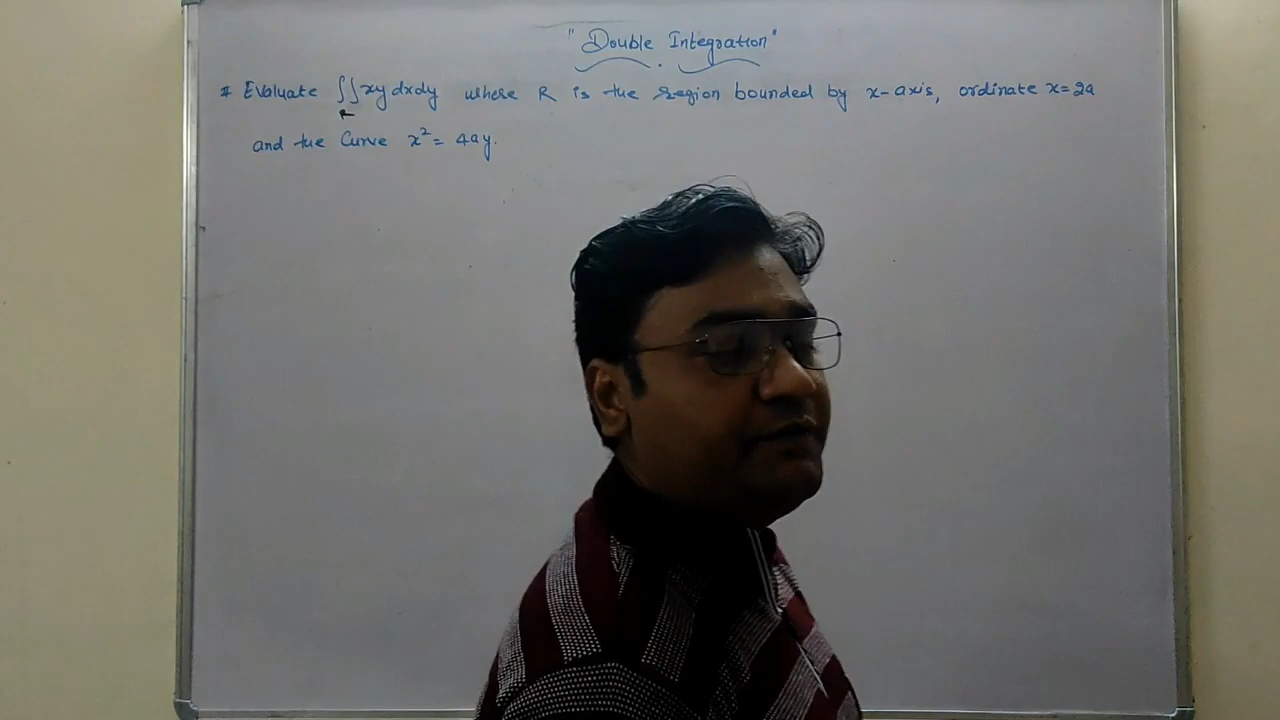 "Double Integration"
# Evaluate ∬_R xy dxdy where R is the region bounded by x-axis, ordinate x=2a
and the Curve x² = 4ay.